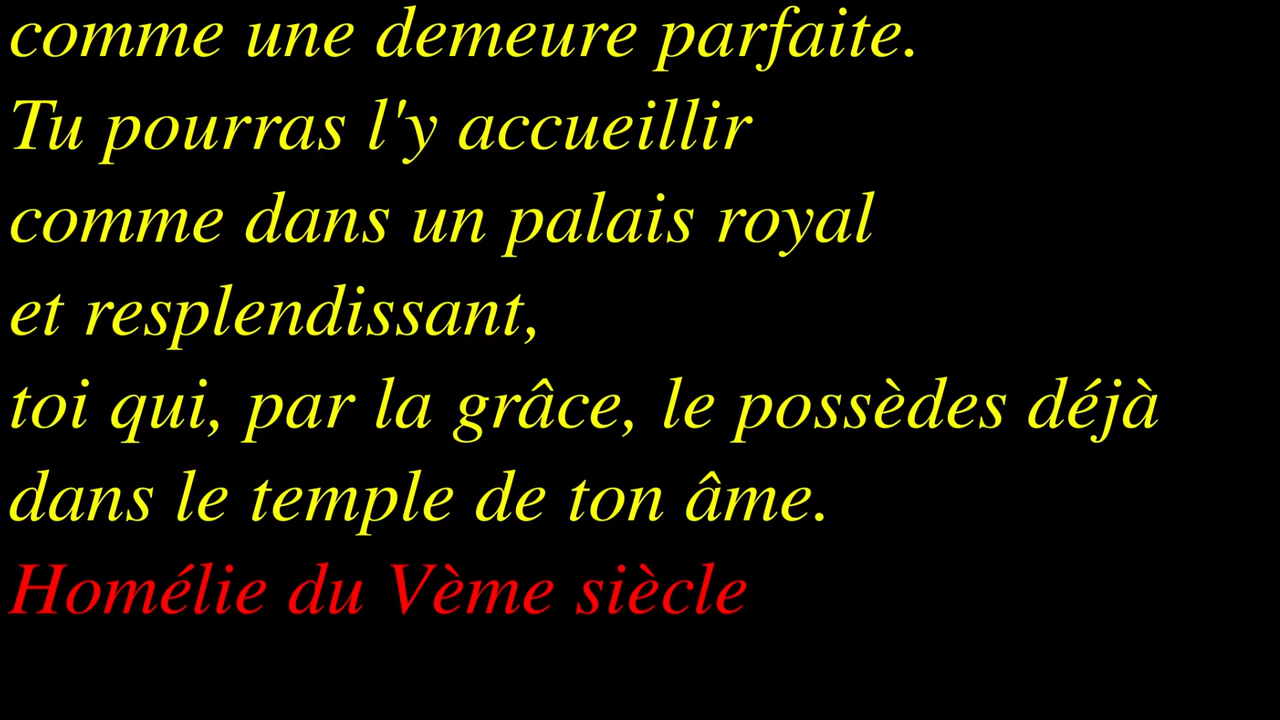 comme une demeure parfaite.
Tu pourras l'y accueillir
comme dans un palais royal
et resplendissant,
toi qui, par la grâce, le possèdes déjà
dans le temple de ton âme.
Homélie du Vème siècle